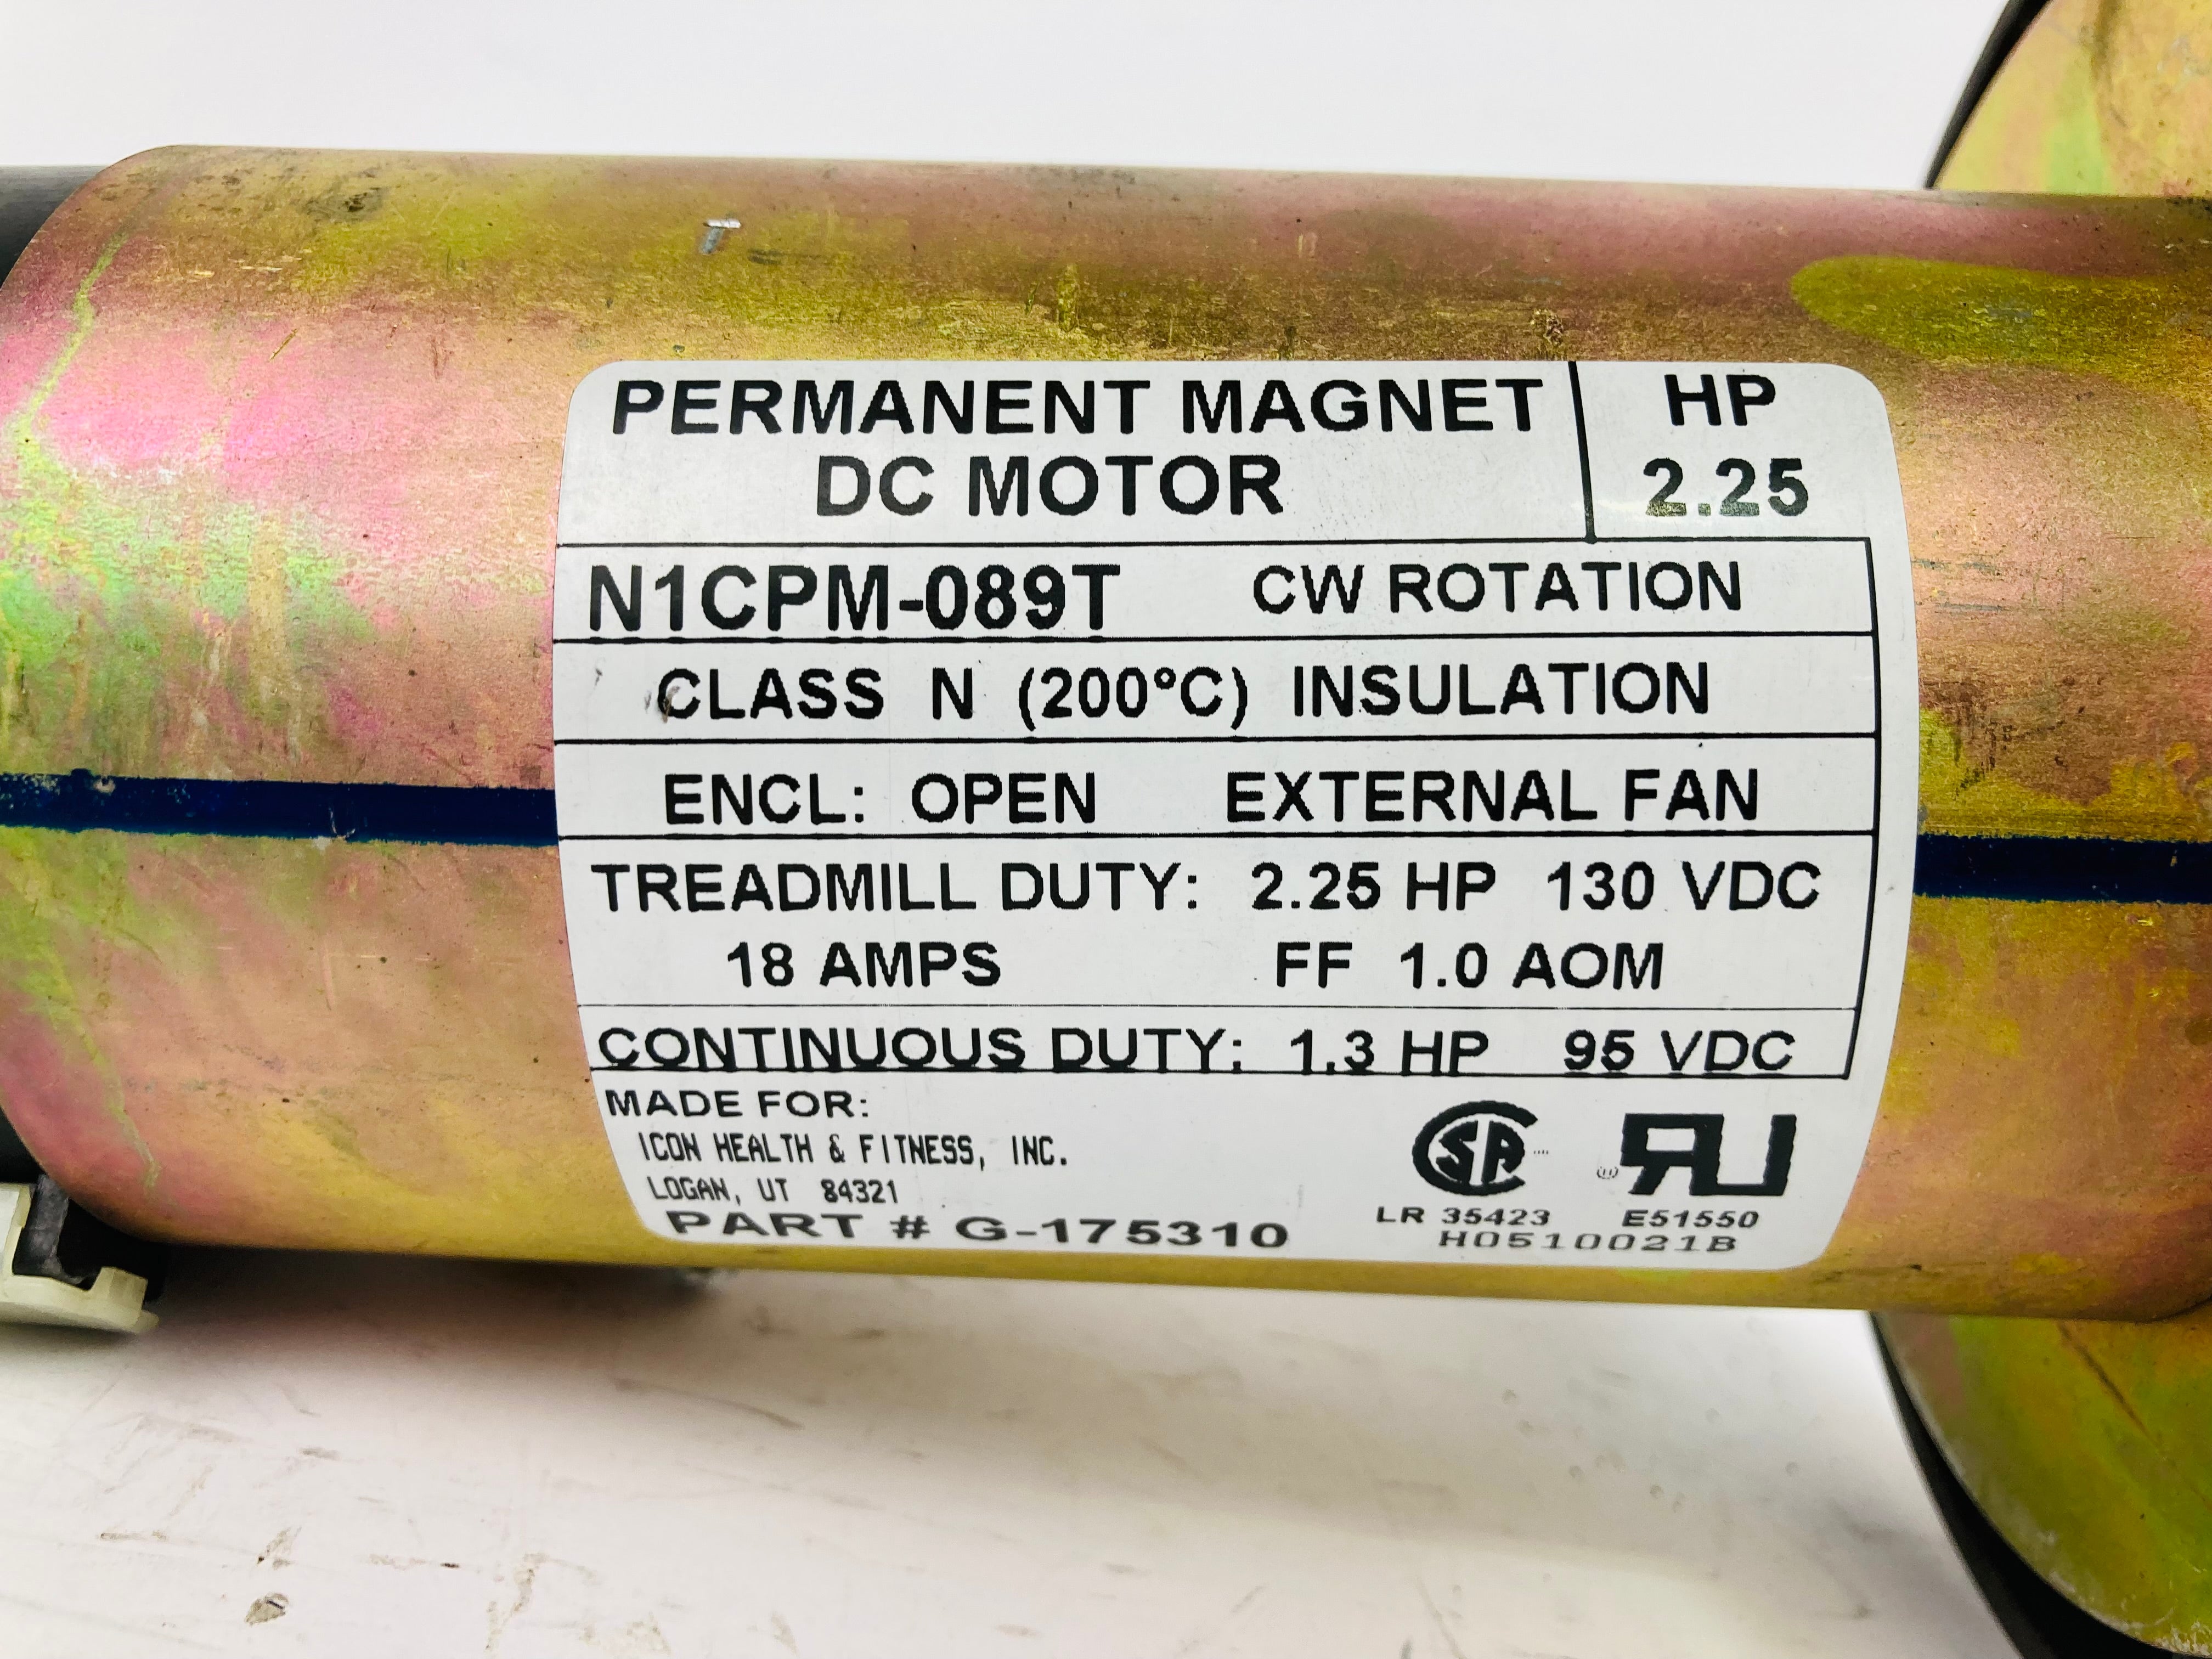 PERMANENT MAGNET
DC MOTOR
HP
2.25
N1CPM-089T CW ROTATION
CLASS N (200°C) INSULATION
ENCL: OPEN EXTERNAL FAN
TREADMILL DUTY: 2.25 HP 130 VDC
18 AMPS FF 1.0 AOM
CONTINUOUS DUTY: 1.3 HP 95 VDC
MADE FOR:
ICON HEALTH & FITNESS, INC.
LOGAN, UT 84321
PART # G-175310
LR 35423 E51550
H0510021B